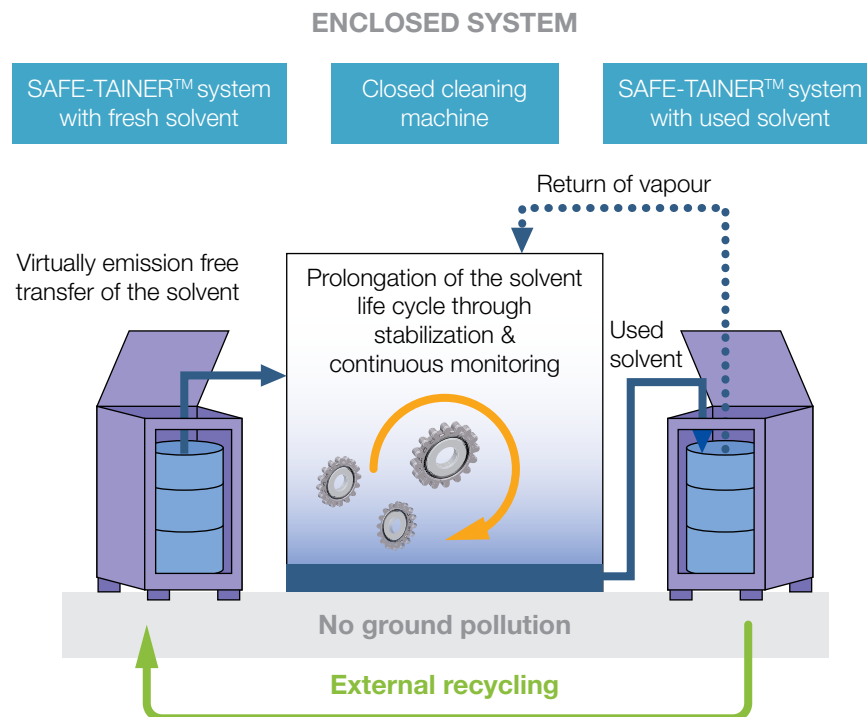 ENCLOSED SYSTEM
SAFE-TAINER™ system
with fresh solvent
Closed cleaning
machine
SAFE-TAINER™ system
with used solvent
Return of vapour
Virtually emission free
transfer of the solvent
Prolongation of the solvent
life cycle through
stabilization &
continuous monitoring
Used
solvent
No ground pollution
External recycling